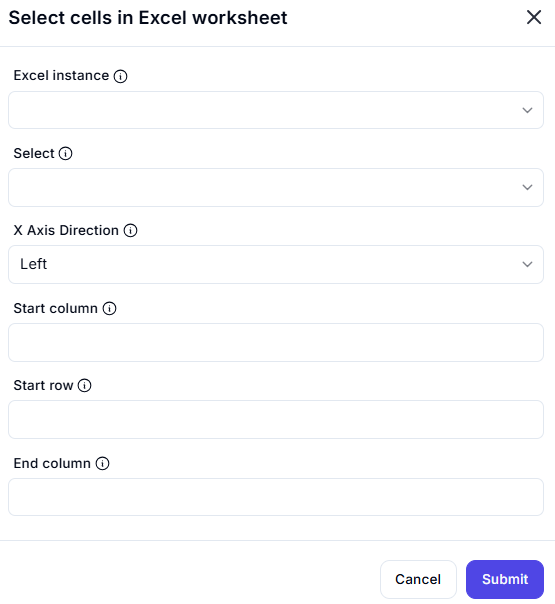 Select cells in Excel worksheet
Excel instance
Select
X Axis Direction
Left
Start column
Start row
End column
Cancel Submit